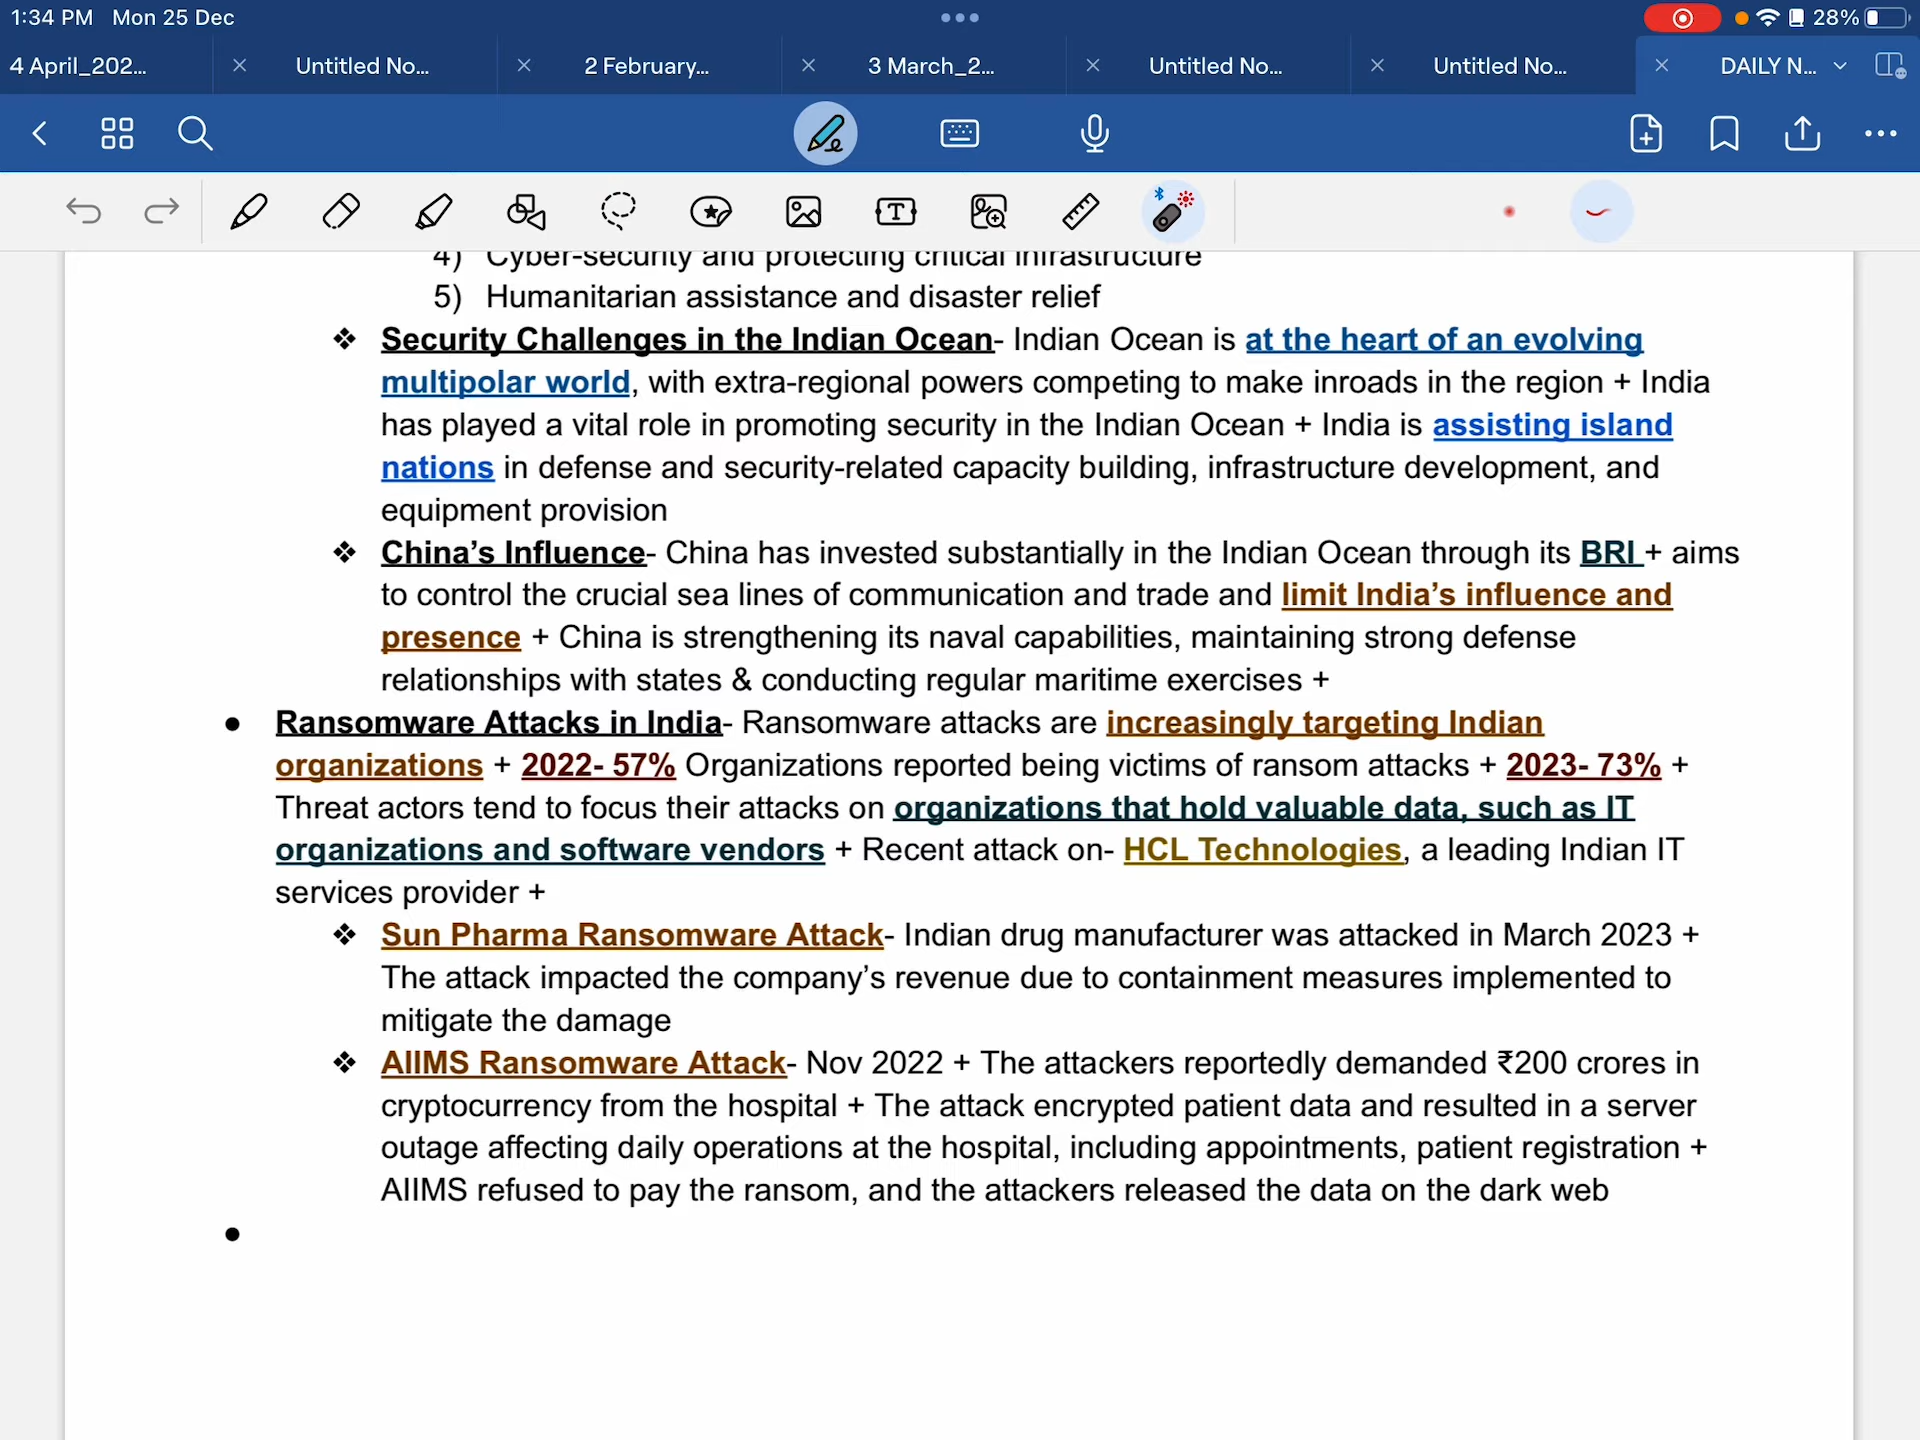 1:34 PM Mon 25 Dec
28%
4 April_202...
Untitled No...
2 February...
3 March_2...
Untitled No...
Untitled No...
DAILY N...
4) Cyber-security and protecting critical infrastructure
5) Humanitarian assistance and disaster relief
❖ Security Challenges in the Indian Ocean- Indian Ocean is at the heart of an evolving
multipolar world, with extra-regional powers competing to make inroads in the region + India
has played a vital role in promoting security in the Indian Ocean + India is assisting island
nations in defense and security-related capacity building, infrastructure development, and
equipment provision
❖ China’s Influence- China has invested substantially in the Indian Ocean through its BRI + aims
to control the crucial sea lines of communication and trade and limit India’s influence and
presence + China is strengthening its naval capabilities, maintaining strong defense
relationships with states & conducting regular maritime exercises +
● Ransomware Attacks in India- Ransomware attacks are increasingly targeting Indian
organizations + 2022- 57% Organizations reported being victims of ransom attacks + 2023- 73% +
Threat actors tend to focus their attacks on organizations that hold valuable data, such as IT
organizations and software vendors + Recent attack on- HCL Technologies, a leading Indian IT
services provider +
❖ Sun Pharma Ransomware Attack- Indian drug manufacturer was attacked in March 2023 +
The attack impacted the company’s revenue due to containment measures implemented to
mitigate the damage
❖ AIIMS Ransomware Attack- Nov 2022 + The attackers reportedly demanded ₹200 crores in
cryptocurrency from the hospital + The attack encrypted patient data and resulted in a server
outage affecting daily operations at the hospital, including appointments, patient registration +
AIIMS refused to pay the ransom, and the attackers released the data on the dark web
●